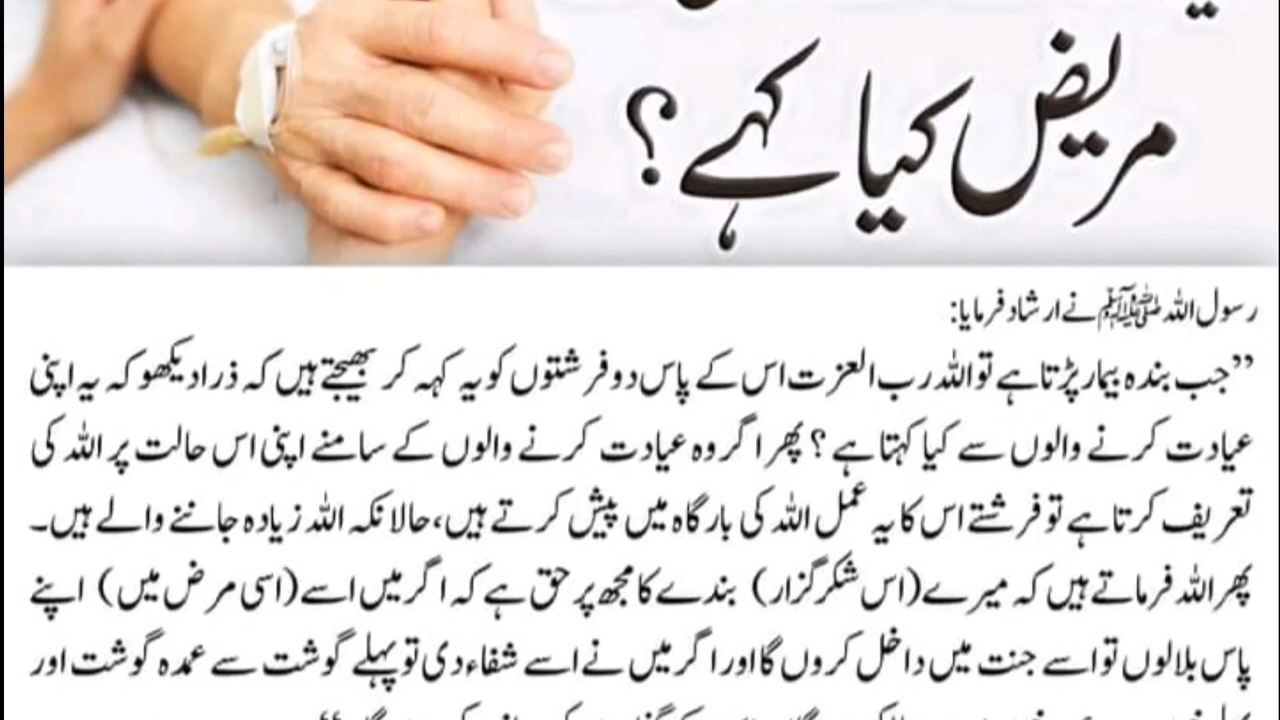 مریض کیا کہے؟
رسول اللہ ﷺ نے ارشاد فرمایا:
”جب بندہ بیمار پڑتا ہے تو اللہ رب العزت اس کے پاس دو فرشتوں کو یہ کہہ کر بھیجتے ہیں کہ ذرا دیکھو کہ یہ اپنی
عیادت کرنے والوں سے کیا کہتا ہے؟ پھر اگر وہ عیادت کرنے والوں کے سامنے اپنی اس حالت پر اللہ کی
تعریف کرتا ہے تو فرشتے اس کا یہ عمل اللہ کی بارگاہ میں پیش کرتے ہیں، حالانکہ اللہ زیادہ جاننے والے ہیں۔
پھر اللہ فرماتے ہیں کہ میرے (اس شکر گزار) بندے کا مجھ پر حق ہے کہ اگر میں اسے (اسی مرض میں) اپنے
پاس بلا لوں تو اسے جنت میں داخل کروں گا اور اگر میں نے اسے شفاء دی تو پہلے گوشت سے عمدہ گوشت اور